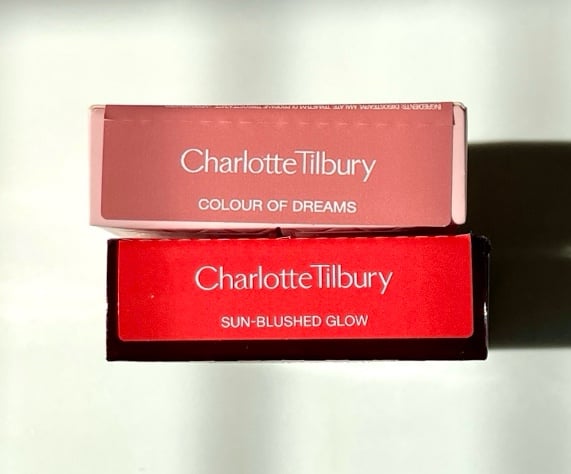 CharlotteTilbury
COLOUR OF DREAMS
CharlotteTilbury
SUN-BLUSHED GLOW